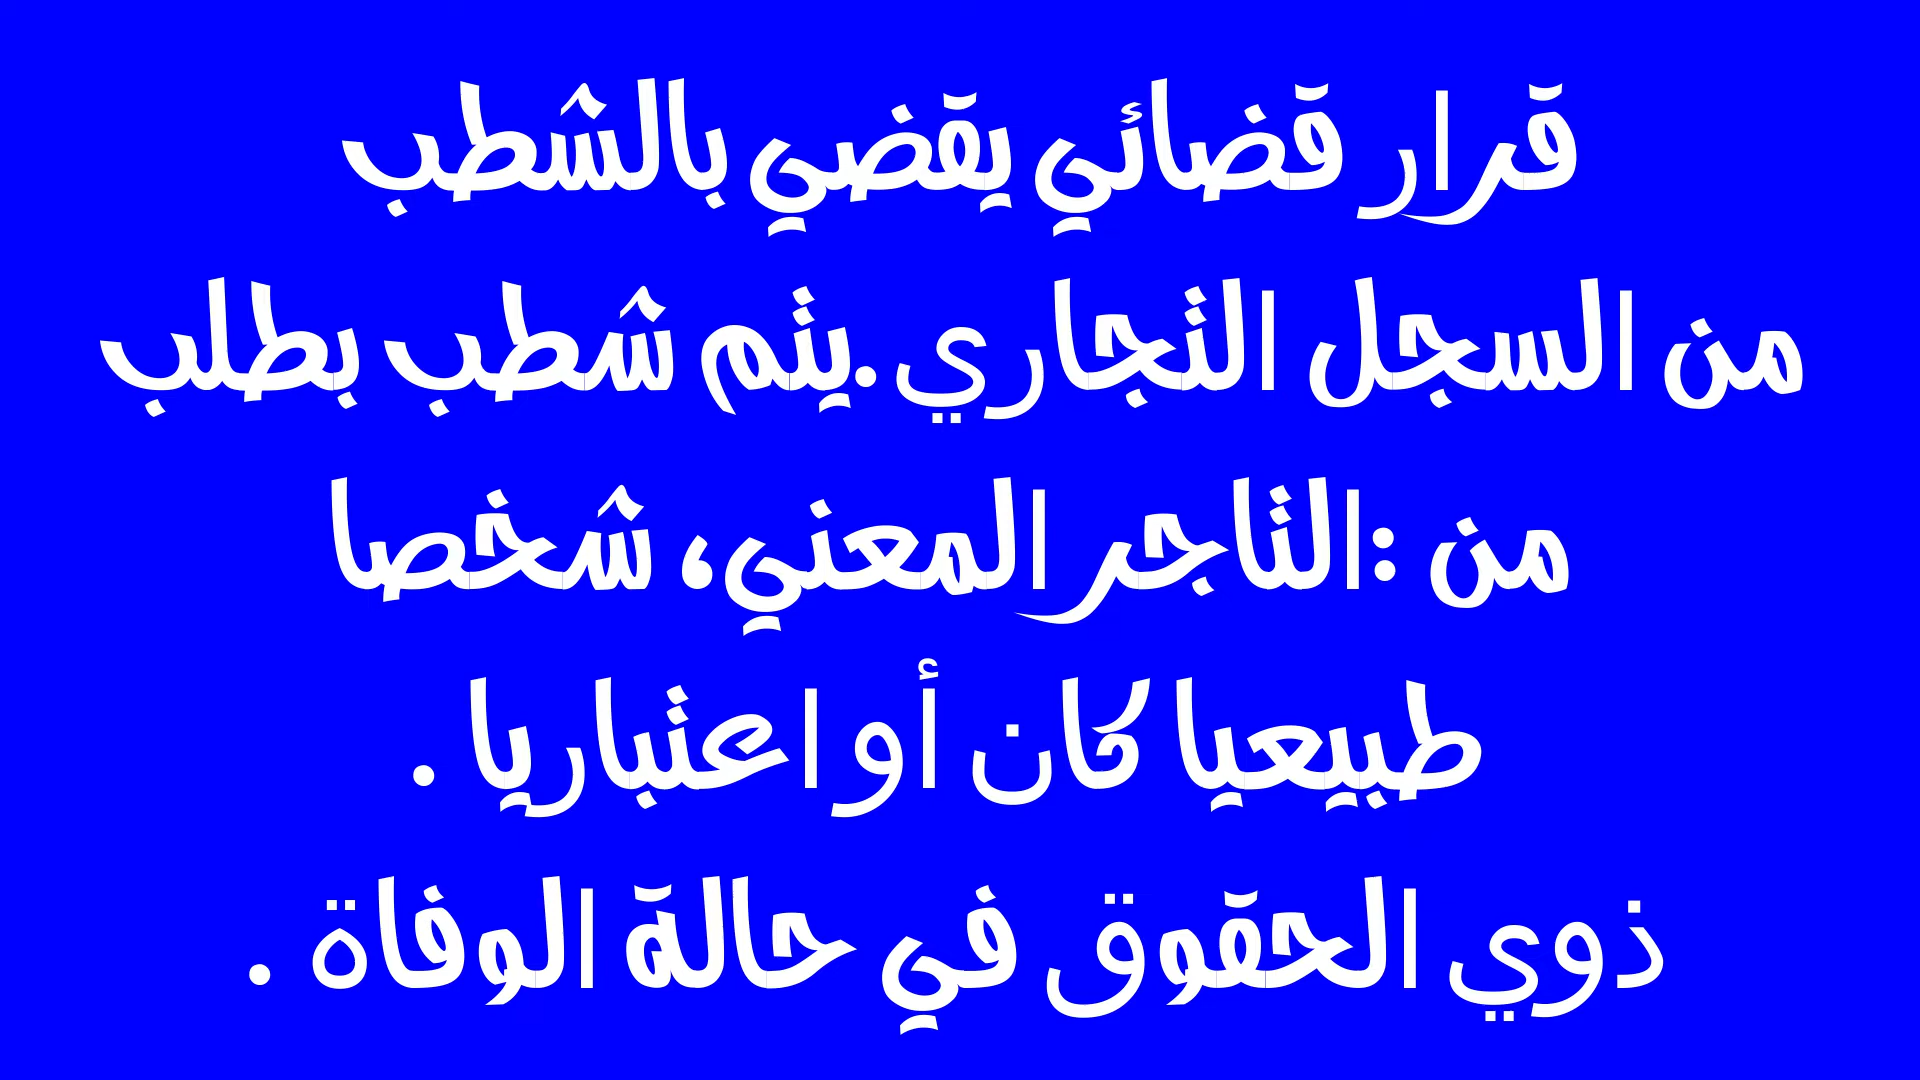 قرار قضائي يقضي بالشطب
من السجل التجاري .يتم شطب بطلب
من :التاجر المعني، شخصا
طبيعيا كان أو اعتباريا .
ذوي الحقوق في حالة الوفاة .